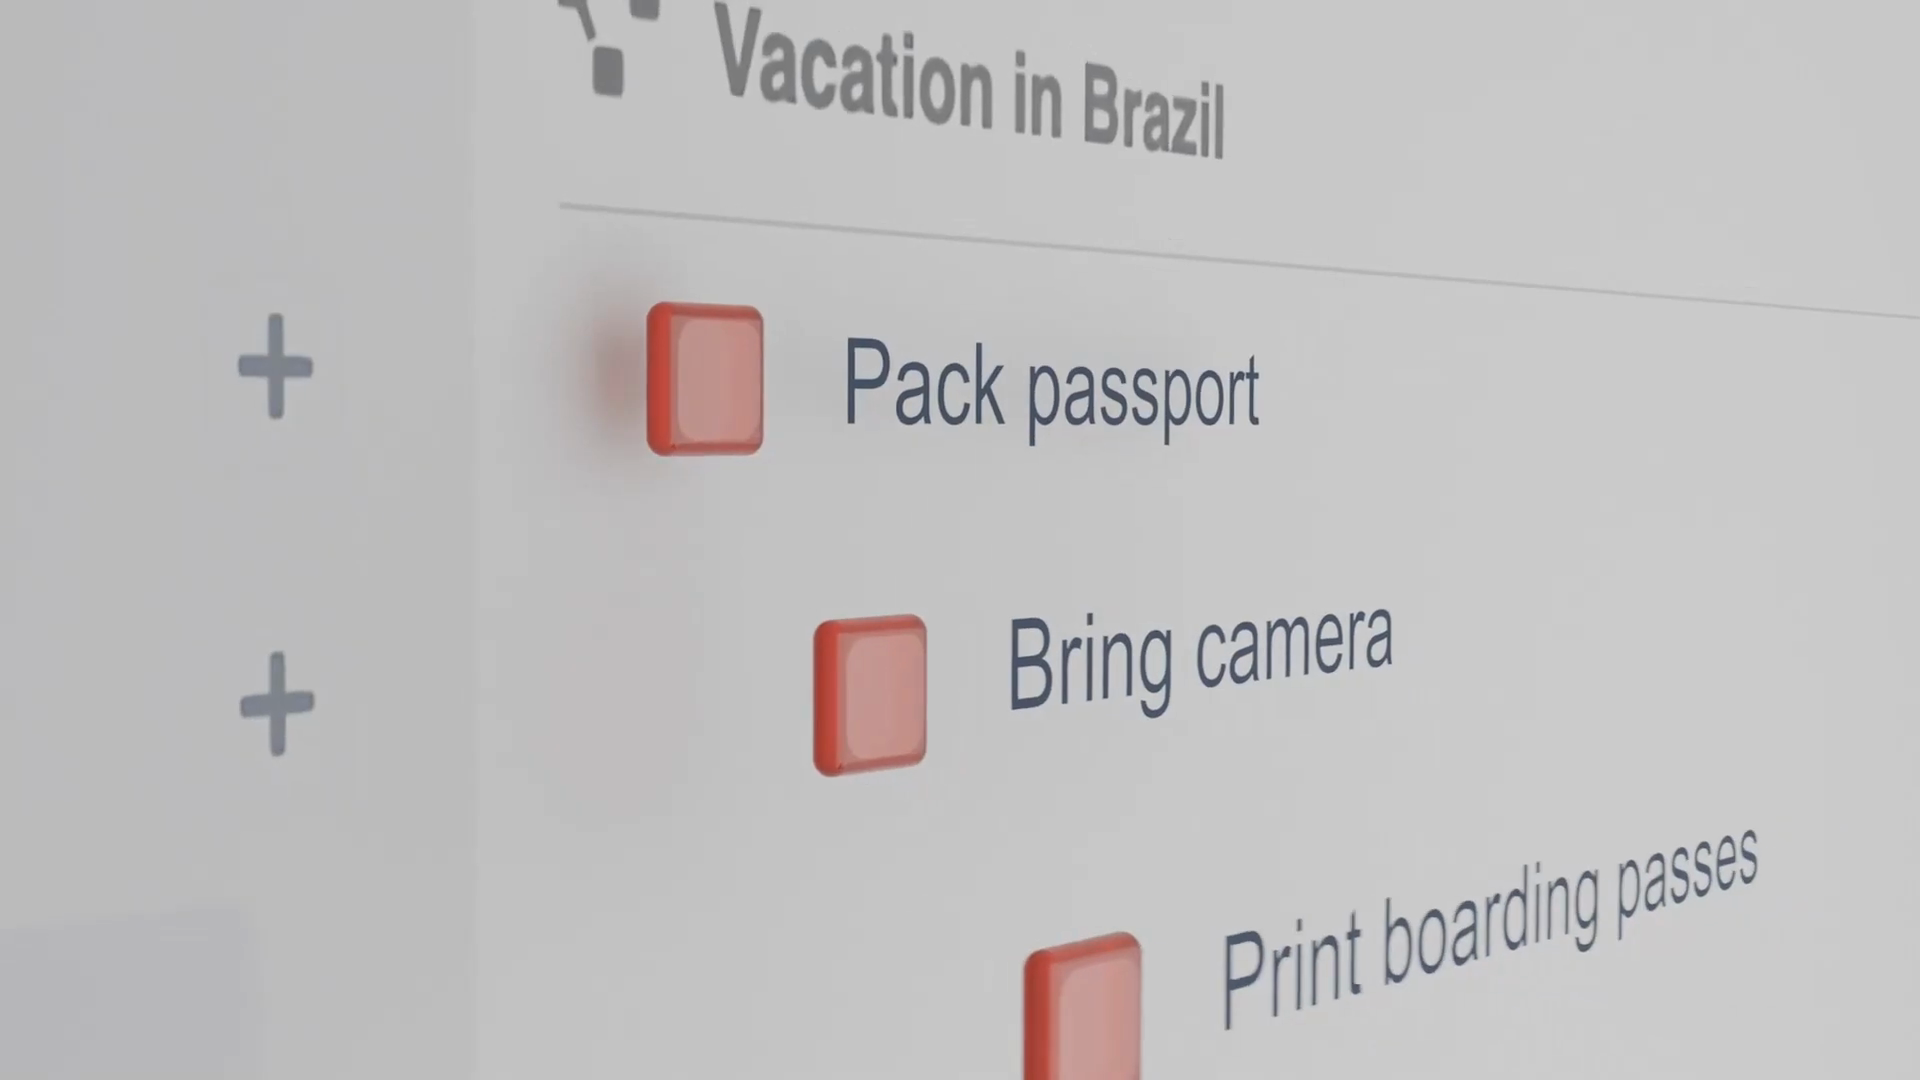 Vacation in Brazil
Pack passport
Bring camera
Print boarding passes